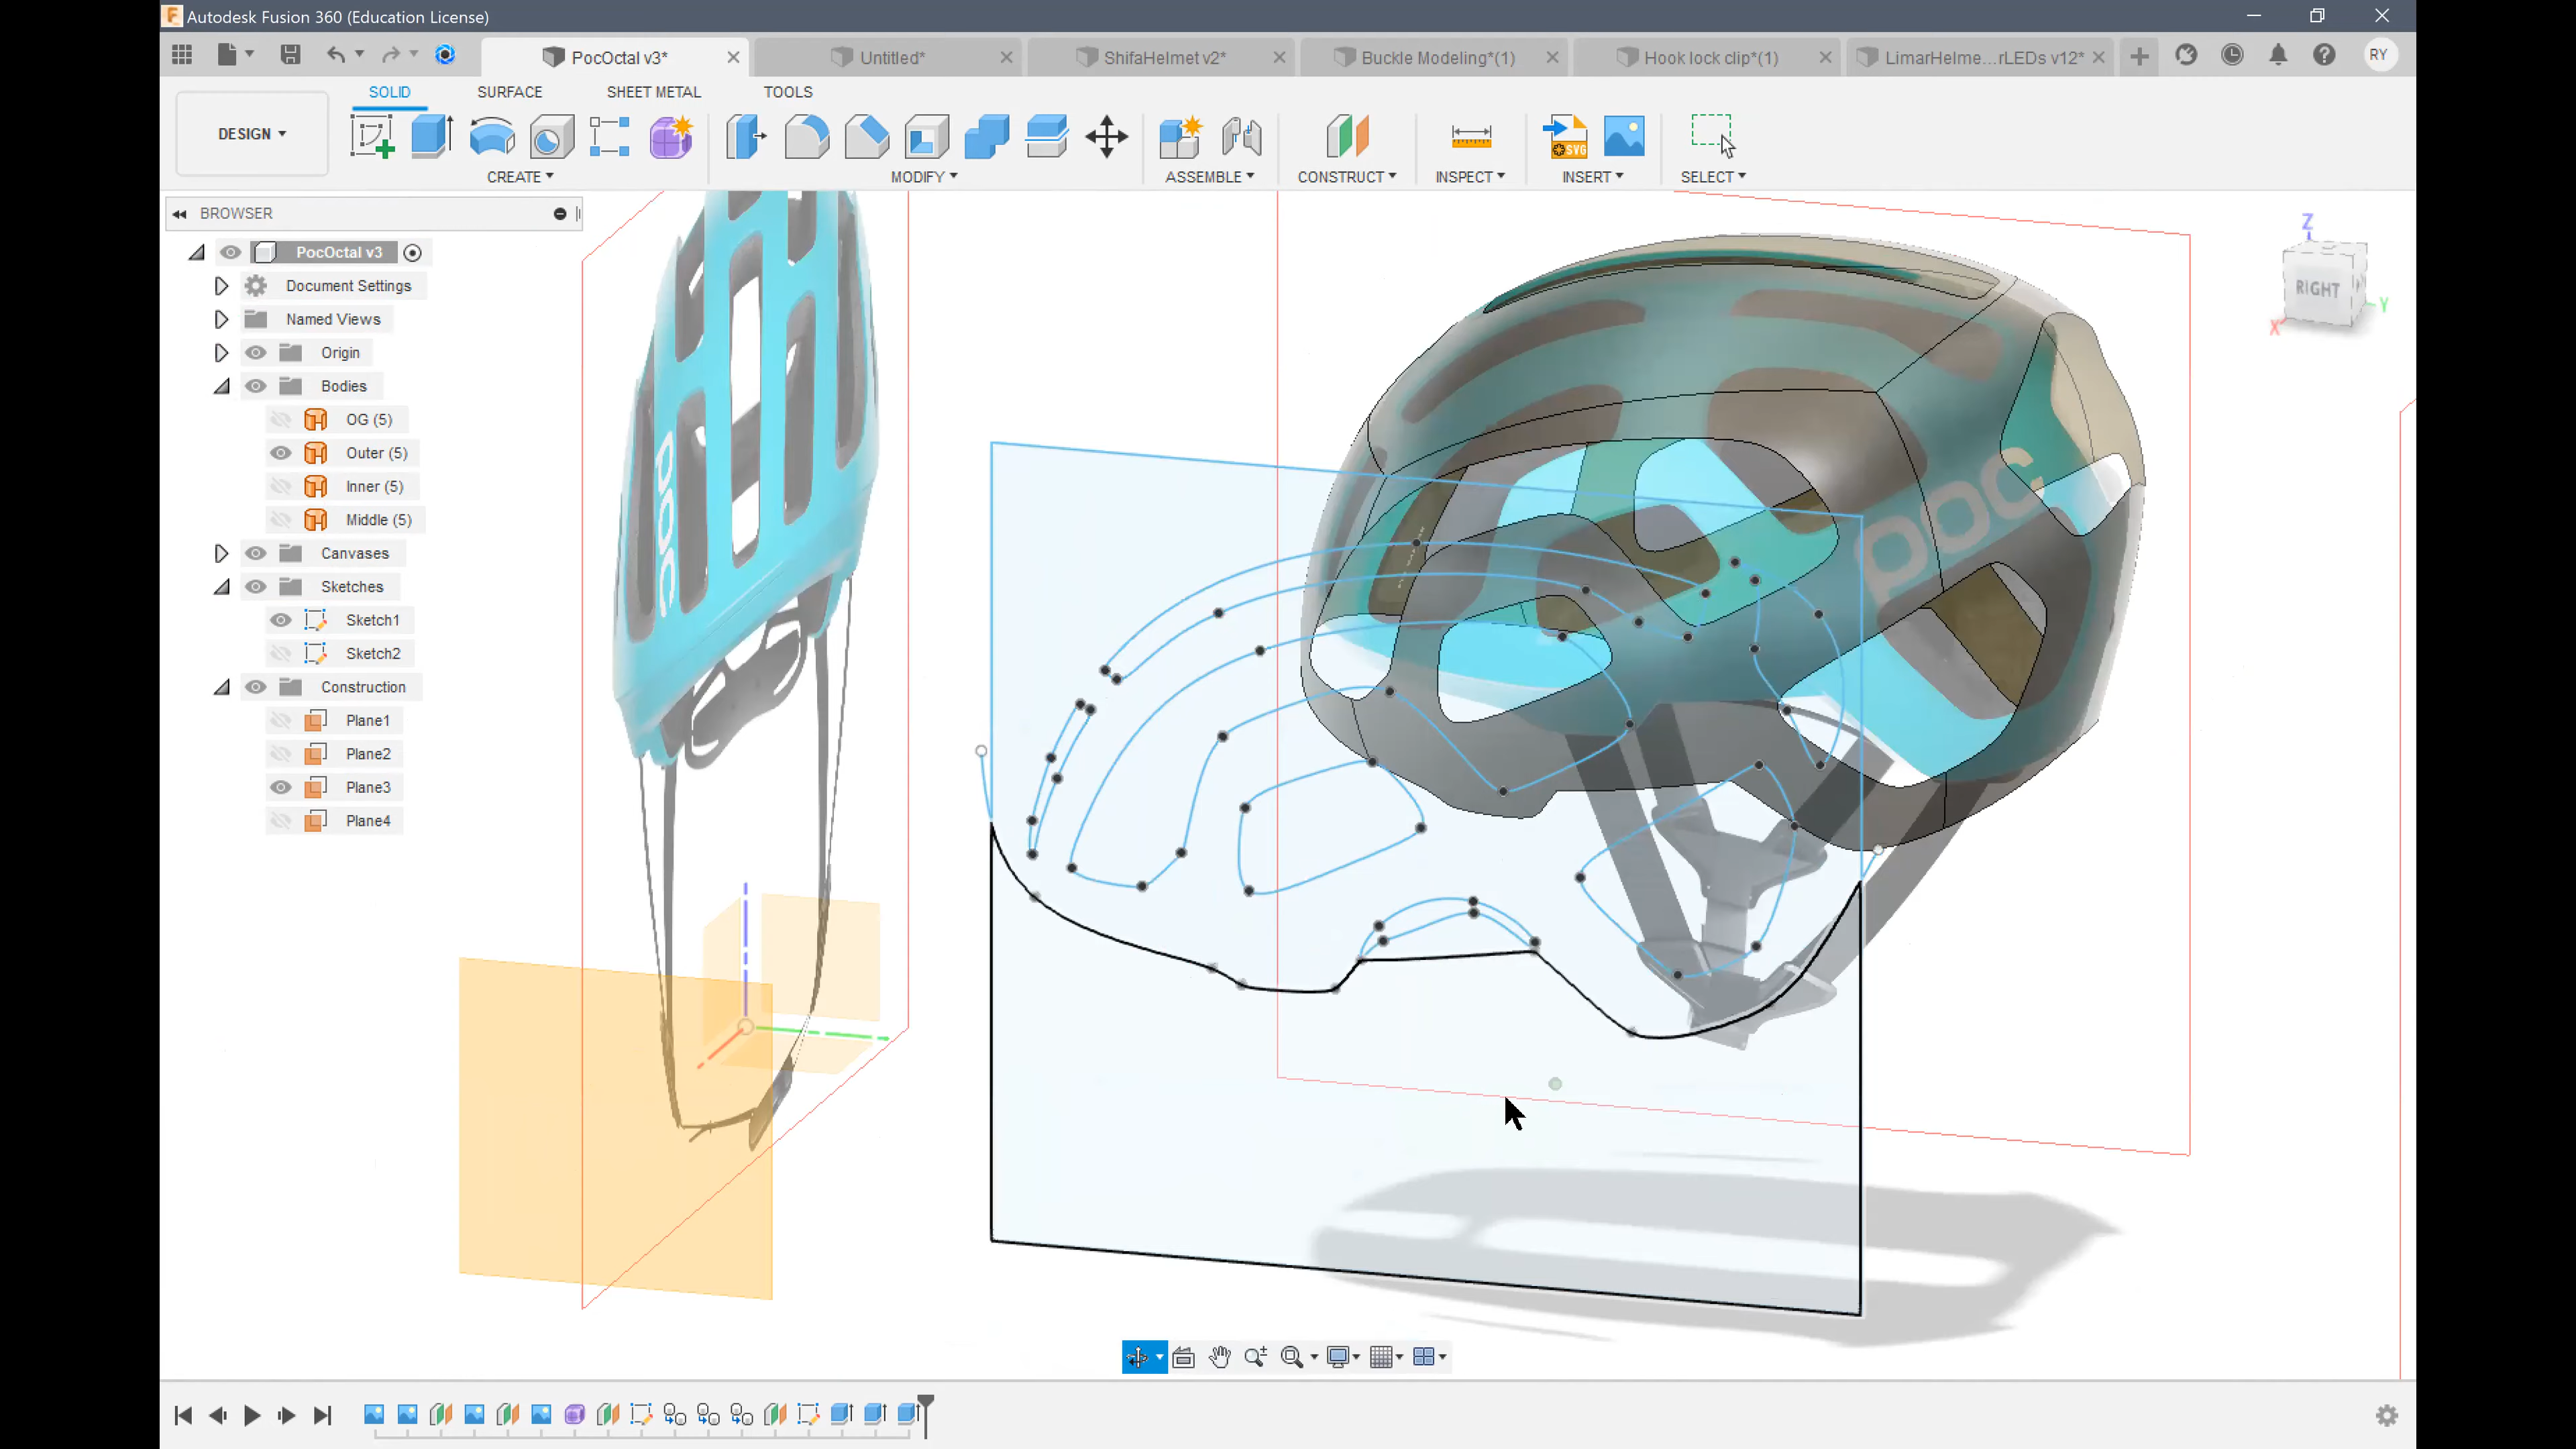 Autodesk Fusion 360 (Education License)
PocOctal v3*
Untitled*
ShifaHelmet v2*
Buckle Modeling*(1)
Hook lock clip*(1)
LimarHelme...rLEDs v12*
RY
SOLID
SURFACE
SHEET METAL
TOOLS
DESIGN
CREATE
MODIFY
ASSEMBLE
CONSTRUCT
INSPECT
SVG
INSERT
SELECT
BROWSER
PocOctal v3
Document Settings
Named Views
Origin
Bodies
OG (5)
Outer (5)
Inner (5)
Middle (5)
Canvases
Sketches
Sketch1
Sketch2
Construction
Plane1
Plane2
Plane3
Plane4
poc
poc
Z
RIGHT
Y
X